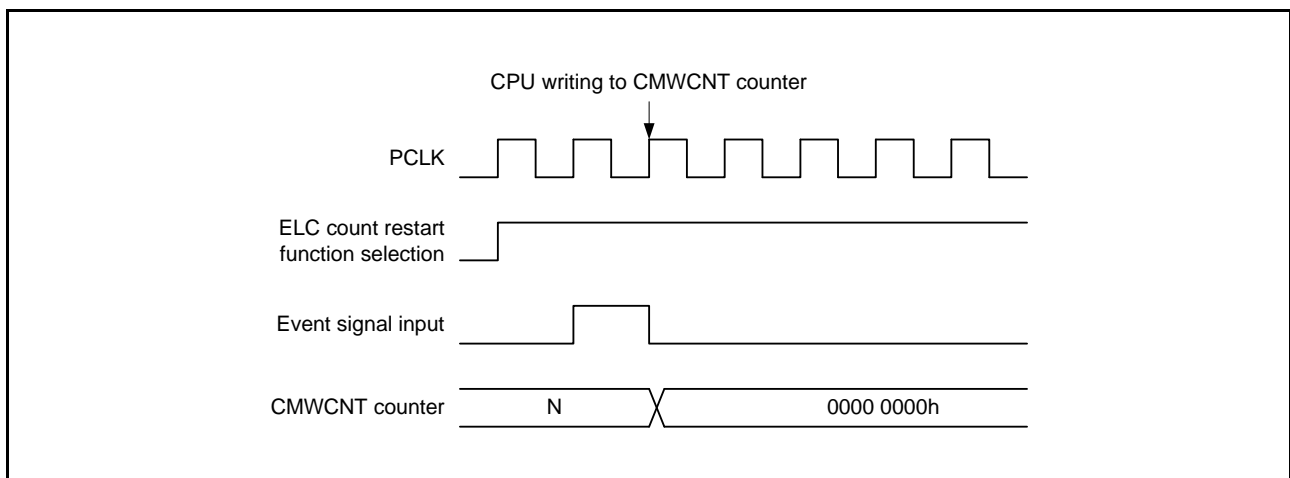 CPU writing to CMWCNT counter
PCLK
ELC count restart
function selection
Event signal input
CMWCNT counter
N
0000 0000h